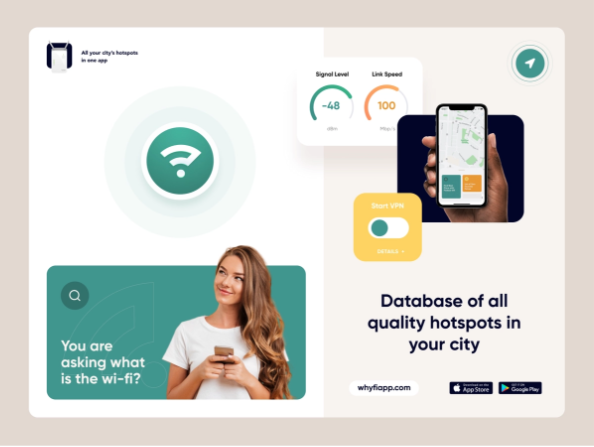 All your city's hotspots
in one app
Signal Level
Link Speed
-48
100
dBm
Mbp/s
Start VPN
DETAILS
You are
asking what
is the wi-fi?
Database of all
quality hotspots in
your city
whyfiapp.com
Download on the
App Store
GET IT ON
Google Play